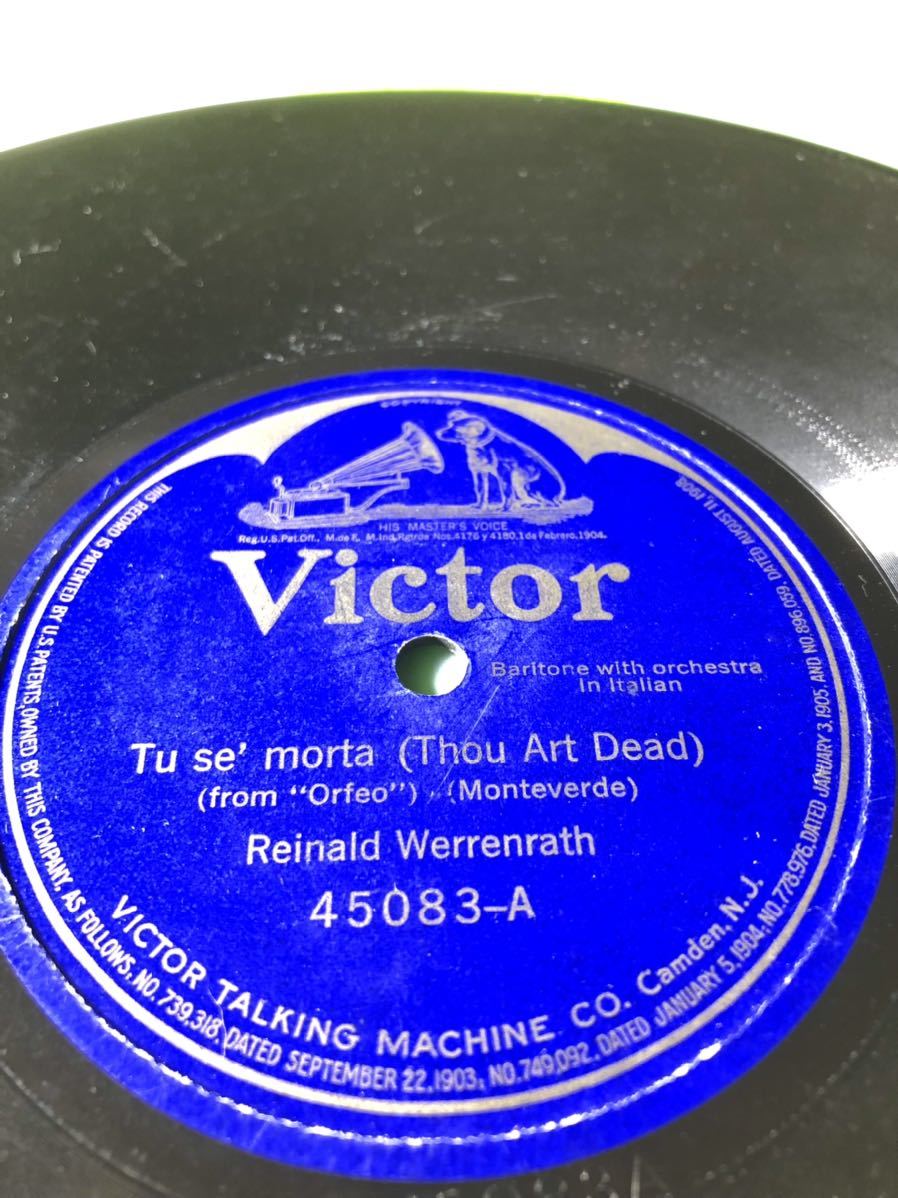 COPYRIGHT
HIS MASTER'S VOICE
Reg.U.S.Pat.Off., M.de F. M.Ind.Rgtrda Nos.4176 y 4180,1 de Febrero,1904.
Victor
Baritone with orchestra
In Italian
Tu se' morta (Thou Art Dead)
(from "Orfeo") (Monteverde)
Reinald Werrenrath
45083-A
VICTOR TALKING MACHINE CO. Camden, N.J.
THIS RECORD IS PATENTED BY U.S. PATENTS, OWNED BY THIS COMPANY, AS FOLLOWS, NO. 739,318, DATED SEPTEMBER 22, 1903; NO. 749,092, DATED JANUARY 5, 1904; NO. 778,976, DATED JANUARY 3, 1905, AND NO. 896,059, DATED AUGUST 11, 1908